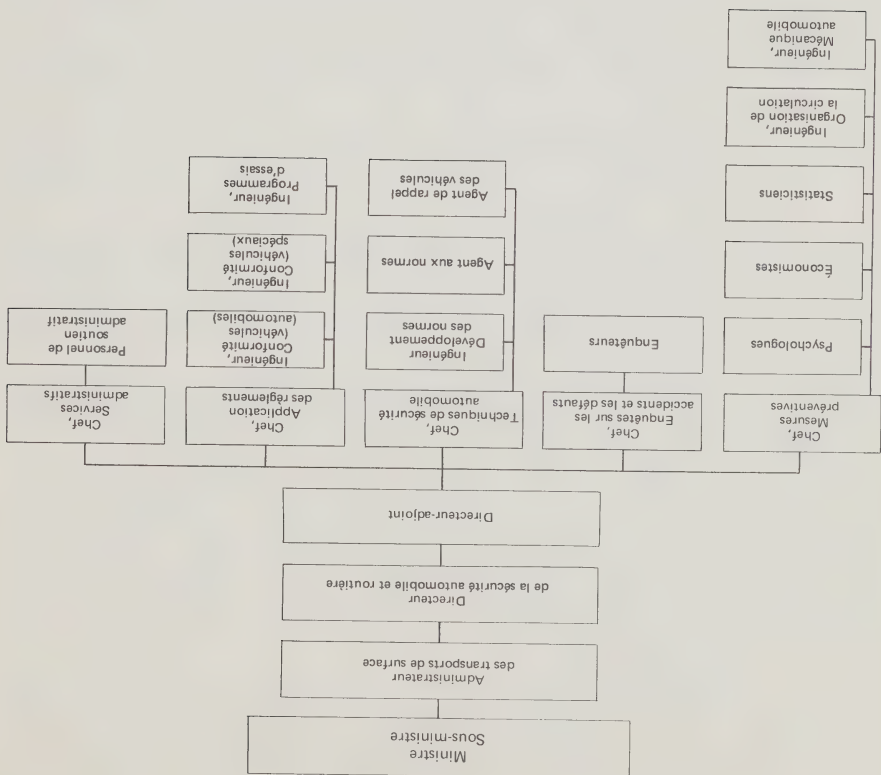 Ministre
Sous-ministre
Administrateur
des transports de surface
Directeur
de la sécurité automobile et routière
Directeur-adjoint
Chef,
Mesures
préventives
Psychologues
Économistes
Statisticiens
Ingénieur,
Organisation de
la circulation
Ingénieur,
Mécanique
automobile
Chef,
Enquêtes sur les
accidents et les défauts
Enquêteurs
Chef,
Techniques de sécurité
automobile
Ingénieur
Développement
des normes
Agent aux normes
Agent de rappel
des véhicules
Chef,
Application
des règlements
Ingénieur,
Conformité
(véhicules
(automobiles)
Ingénieur,
Conformité
(véhicules
spéciaux)
Ingénieur,
Programmes
d'essais
Chef,
Services
administratifs
Personnel de
soutien
administratif